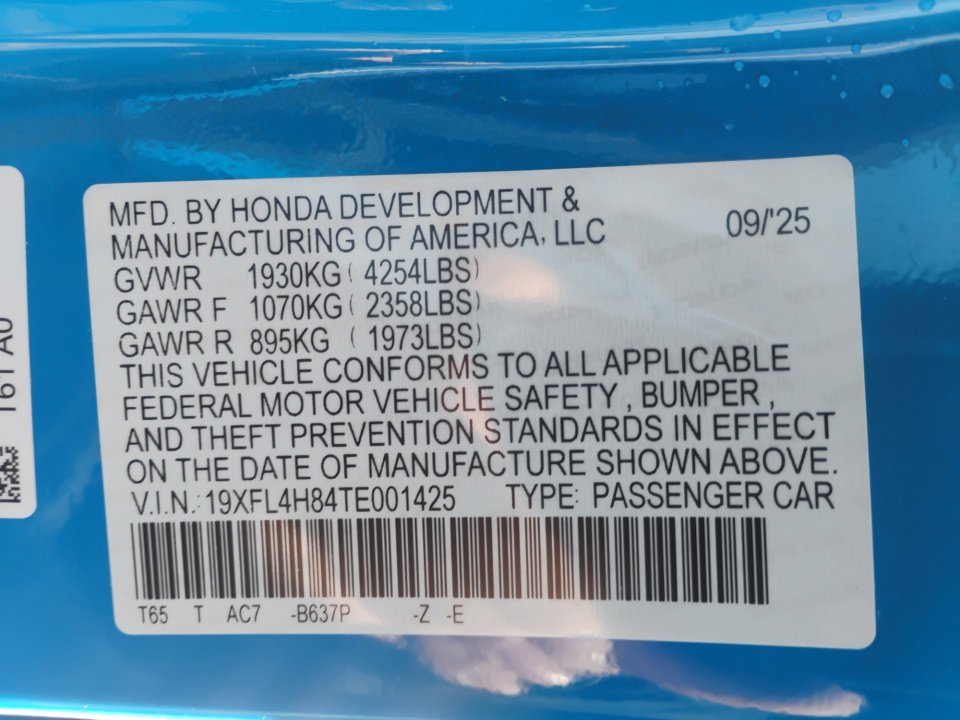 MFD. BY HONDA DEVELOPMENT &
MANUFACTURING OF AMERICA, LLC 09/'25
GVWR 1930KG ( 4254LBS)
GAWR F 1070KG ( 2358LBS)
GAWR R 895KG ( 1973LBS)
THIS VEHICLE CONFORMS TO ALL APPLICABLE
FEDERAL MOTOR VEHICLE SAFETY , BUMPER ,
AND THEFT PREVENTION STANDARDS IN EFFECT
ON THE DATE OF MANUFACTURE SHOWN ABOVE.
V.I.N.: 19XFL4H84TE001425 TYPE: PASSENGER CAR
T65 T AC7 -B637P -Z -E